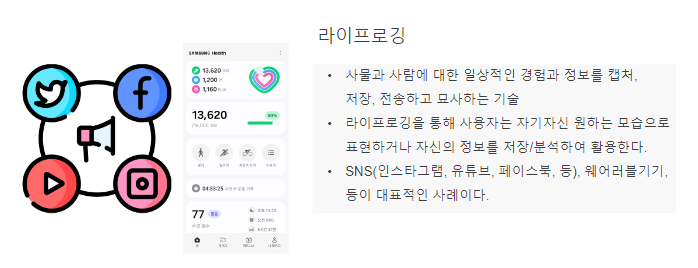 라이프로깅
SAMSUNG Health
13,620
1,200
1,160
13,620
80%
• 사물과 사람에 대한 일상적인 경험과 정보를 캡처,
저장, 전송하고 묘사하는 기술
• 라이프로깅을 통해 사용자는 자기자신 원하는 모습으로
표현하거나 자신의 정보를 저장/분석하여 활용한다.
• SNS(인스타그램, 유튜브, 페이스북, 등), 웨어러블기기,
등이 대표적인 사례이다.
04:33:25
77